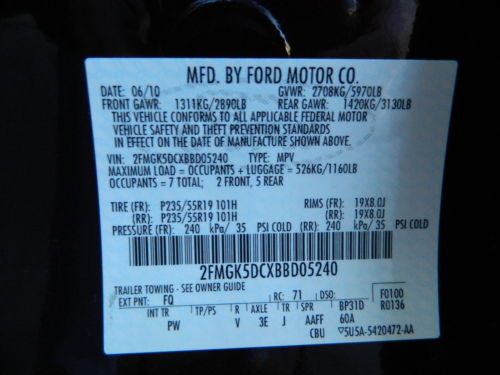 MFD. BY FORD MOTOR CO.
DATE: 06/10 GVWR: 2708KG/5970LB
FRONT GAWR: 1311KG/2890LB REAR GAWR: 1420KG/3130LB
THIS VEHICLE CONFORMS TO ALL APPLICABLE FEDERAL MOTOR
VEHICLE SAFETY AND THEFT PREVENTION STANDARDS
IN EFFECT ON THE DATE OF MANUFACTURE SHOWN ABOVE.
VIN: 2FMGK5DCXBBD05240 TYPE: MPV
MAXIMUM LOAD = OCCUPANTS + LUGGAGE = 526KG/1160LB
OCCUPANTS = 7 TOTAL; 2 FRONT, 5 REAR
TIRE (FR): P235/55R19 101H RIMS (FR): 19X8.0J
(RR): P235/55R19 101H (RR): 19X8.0J
PRESSURE (FR): 240 kPa/ 35 PSI COLD (RR): 240 kPa/ 35 PSI COLD
2FMGK5DCXBBD05240
TRAILER TOWING - SEE OWNER GUIDE
EXT PNT: FQ RC: 71 DSO: F0100
INT TR TP/PS R AXLE TR SPR BP31D R0136
PW V 3E J AAFF 60A
CBU ▽5U5A-5420472-AA